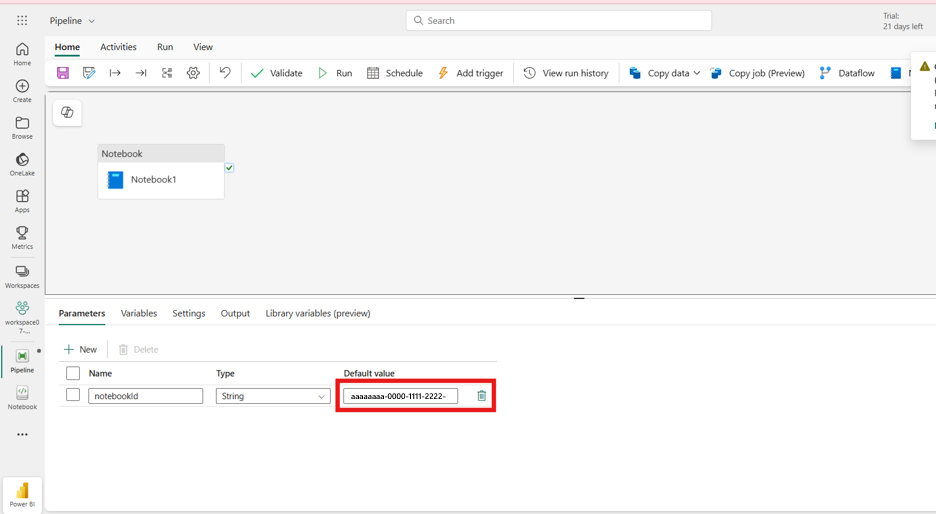 Pipeline
Search
Trial:
21 days left
Home Activities Run View
Validate Run Schedule Add trigger View run history Copy data Copy job (Preview) Dataflow
Home
Create
Browse
OneLake
Apps
Metrics
Workspaces
workspace0
7-...
Pipeline
Notebook
Power BI
Notebook
Notebook1
Parameters Variables Settings Output Library variables (preview)
New Delete
Name Type Default value
notebookId String aaaaaaaa-0000-1111-2222-